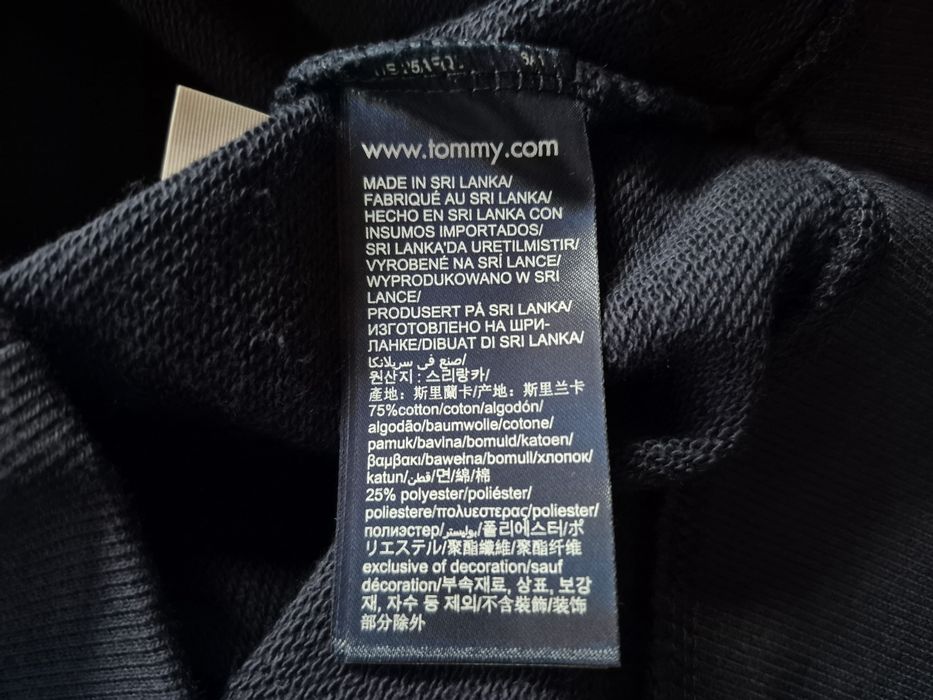 www.tommy.com
MADE IN SRI LANKA/
FABRIQUÉ AU SRI LANKA/
HECHO EN SRI LANKA CON
INSUMOS IMPORTADOS/
SRI LANKA'DA URETILMISTIR/
VYROBENÉ NA SRÍ LANCE/
WYPRODUKOWANO W SRI
LANCE/
PRODUSERT PÅ SRI LANKA/
ИЗГОТОВЛЕНО НА ШРИ-
ЛАНКЕ/DIBUAT DI SRI LANKA/
صنع في سريلانكا/
원산지 : 스리랑카/
產地：斯里蘭卡/产地：斯里兰卡
75%cotton/coton/algodón/
algodão/baumwolle/cotone/
pamuk/bavlna/bomuld/katoen/
βαμβακι/bawełna/bomull/хлопок/
katun/قطن/면/綿/棉
25% polyester/poliéster/
poliestere/πολυεστερας/poliester/
полиэстер/بوليستر/폴리에스터/ポ
リエステル/聚酯纖維/聚酯纤维
exclusive of decoration/sauf
décoration/부속재료, 상표, 보강
재, 자수 등 제외/不含裝飾/装饰
部分除外